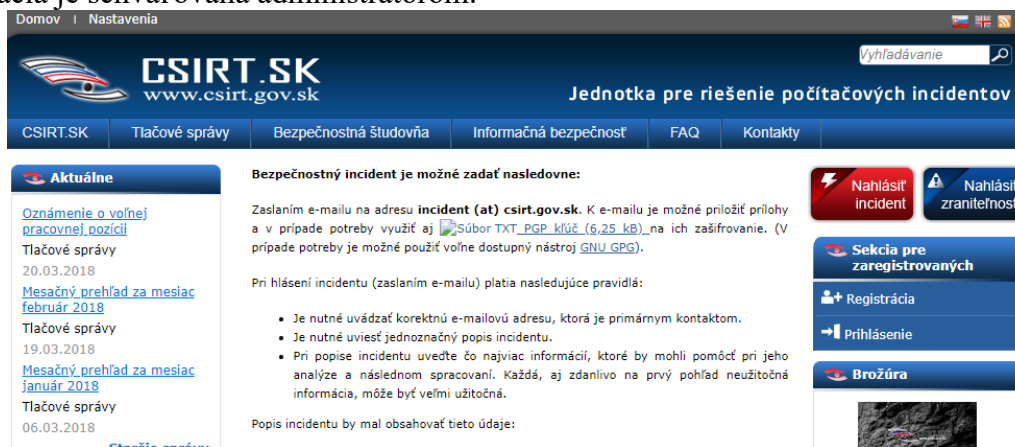 je schvaľovaná administrátorom.
Domov | Nastavenia
Vyhľadávanie
CSIRT.SK
www.csirt.gov.sk
Jednotka pre riešenie počítačových incidentov
CSIRT.SK Tlačové správy Bezpečnostná študovňa Informačná bezpečnosť FAQ Kontakty
Aktuálne
Oznámenie o voľnej
pracovnej pozícii
Tlačové správy
20.03.2018
Mesačný prehľad za mesiac
február 2018
Tlačové správy
19.03.2018
Mesačný prehľad za mesiac
január 2018
Tlačové správy
06.03.2018
Bezpečnostný incident je možné zadať nasledovne:
Zaslaním e-mailu na adresu incident (at) csirt.gov.sk. K e-mailu je možné priložiť prílohy
a v prípade potreby využiť aj Súbor TXT PGP kľúč (6,25 kB) na ich zašifrovanie. (V
prípade potreby je možné použiť voľne dostupný nástroj GNU GPG).
Pri hlásení incidentu (zaslaním e-mailu) platia nasledujúce pravidlá:
• Je nutné uvádzať korektnú e-mailovú adresu, ktorá je primárnym kontaktom.
• Je nutné uviesť jednoznačný popis incidentu.
• Pri popise incidentu uveďte čo najviac informácií, ktoré by mohli pomôcť pri jeho
analýze a následnom spracovaní. Každá, aj zdanlivo na prvý pohľad neužitočná
informácia, môže byť veľmi užitočná.
Popis incidentu by mal obsahovať tieto údaje:
Nahlásiť
incident
Nahlásiť
zraniteľnosť
Sekcia pre
zaregistrovaných
Registrácia
Prihlásenie
Brožúra